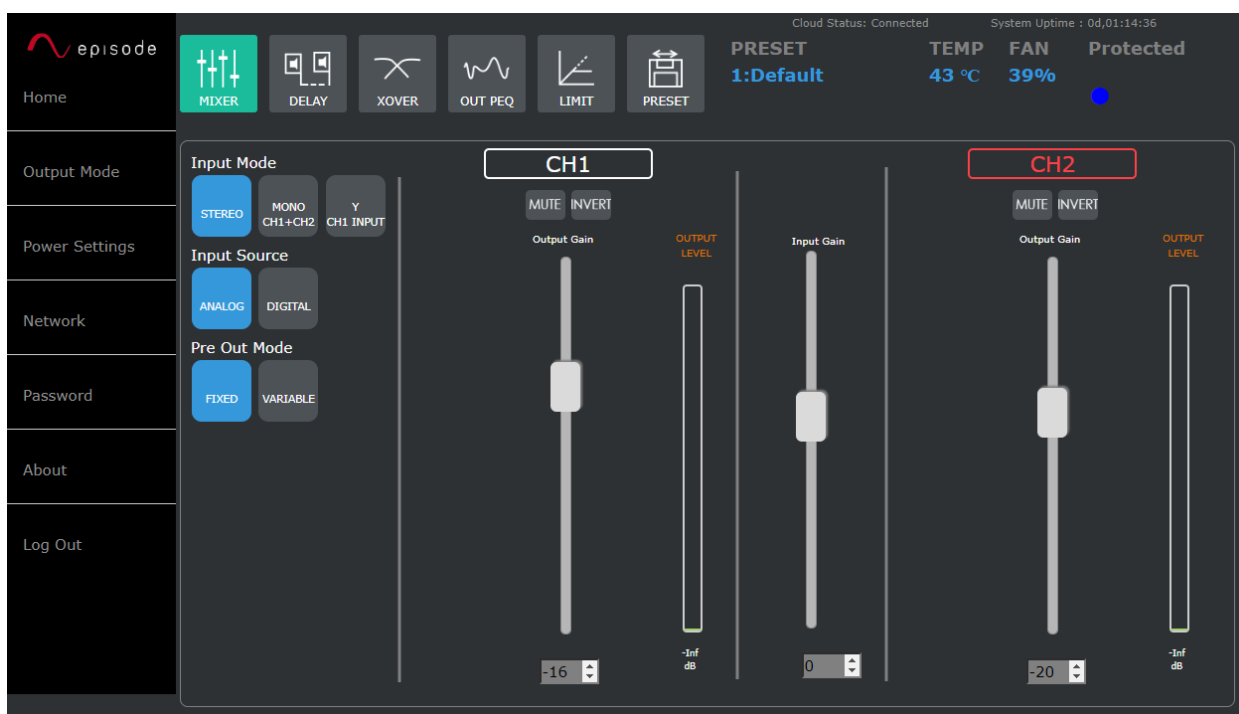 Cloud Status: Connected
System Uptime : 0d,01:14:36
episode
Home
Output Mode
Power Settings
Network
Password
About
Log Out
MIXER
DELAY
XOVER
OUT PEQ
LIMIT
PRESET
PRESET
1:Default
TEMP
43 °C
FAN
39%
Protected
Input Mode
STEREO
MONO
CH1+CH2
Y
CH1 INPUT
Input Source
ANALOG
DIGITAL
Pre Out Mode
FIXED
VARIABLE
CH1
MUTE
INVERT
Output Gain
OUTPUT
LEVEL
-16
-Inf
dB
Input Gain
0
CH2
MUTE
INVERT
Output Gain
OUTPUT
LEVEL
-20
-Inf
dB